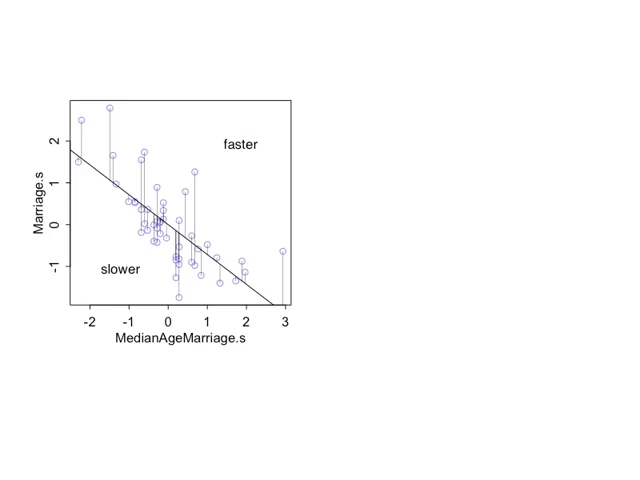 2
1
0
-1
Marriage.s
faster
slower
-2 -1 0 1 2 3
MedianAgeMarriage.s